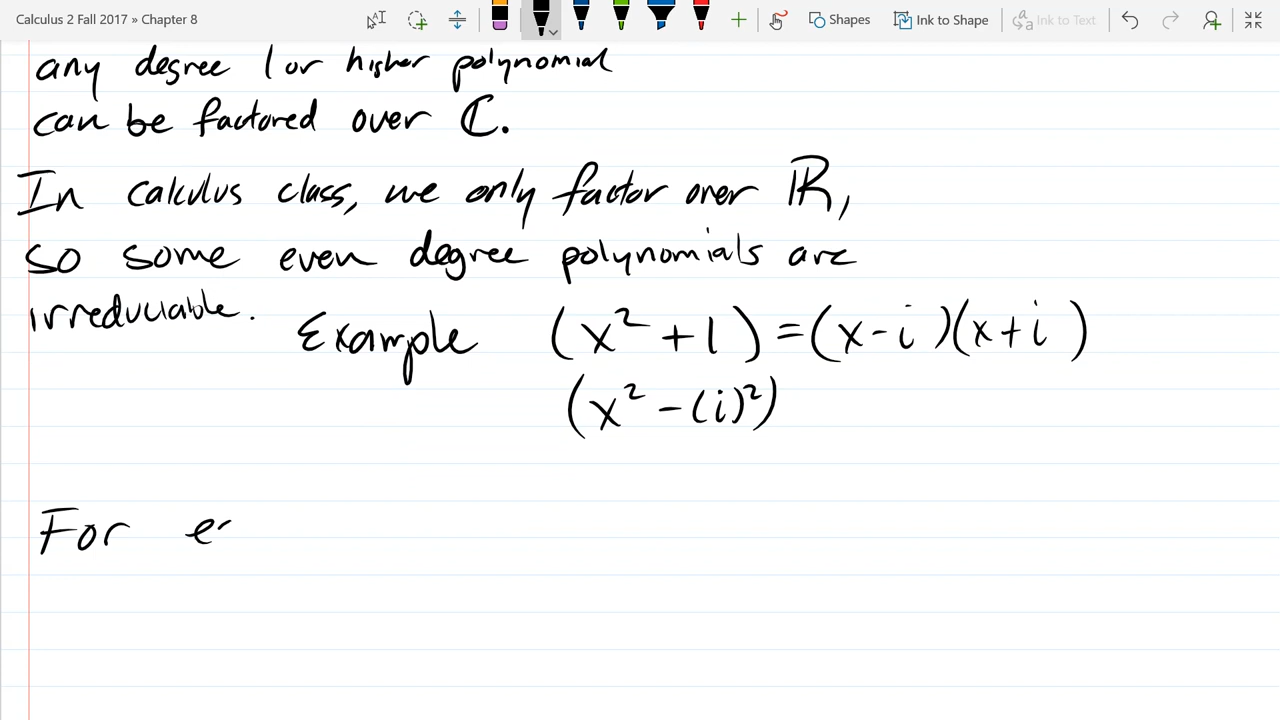 Calculus 2 Fall 2017 » Chapter 8
Shapes
Ink to Shape
Ink to Text
any degree 1 or higher polynomial
can be factored over ℂ.
In calculus class, we only factor over ℝ,
so some even degree polynomials are
irreduciable.
Example (x² + 1) = (x - i)(x + i)
(x² - (i)²)
For